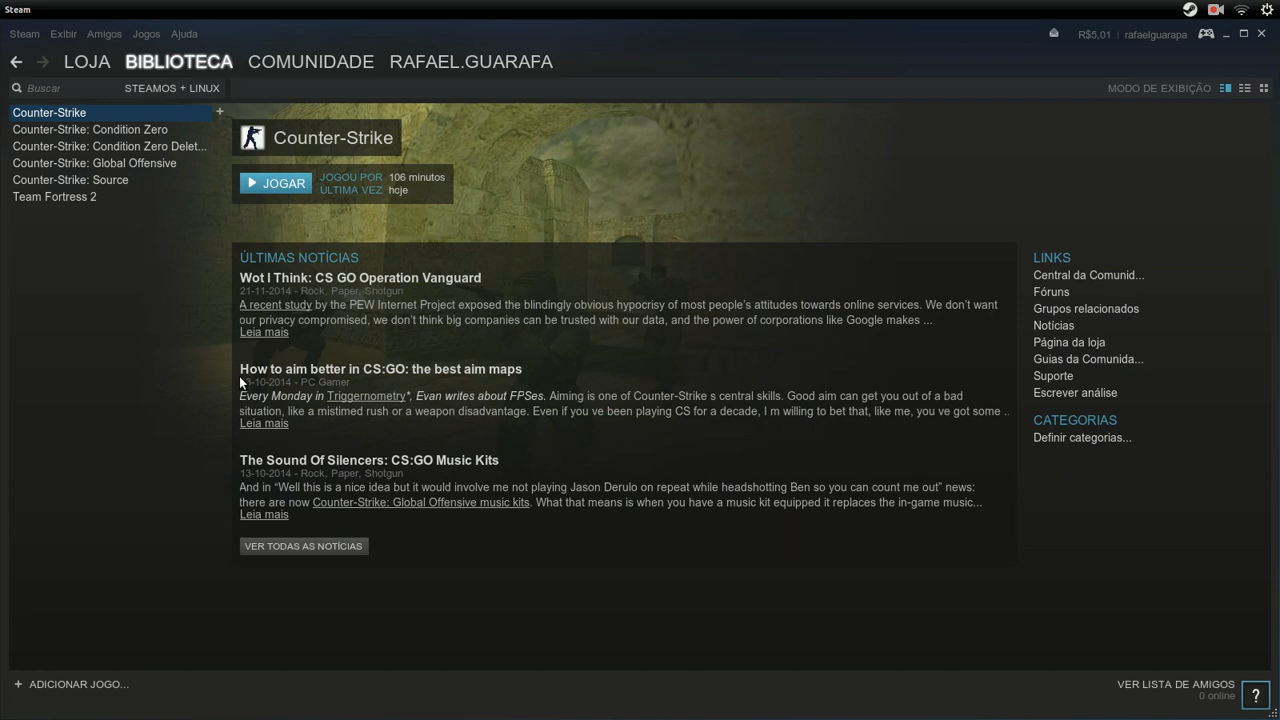 Steam
Steam Exibir Amigos Jogos Ajuda
R$5,01 rafaelguarapa
LOJA BIBLIOTECA COMUNIDADE RAFAEL.GUARAFA
Buscar STEAMOS + LINUX
MODO DE EXIBIÇÃO
Counter-Strike +
Counter-Strike: Condition Zero
Counter-Strike: Condition Zero Delet...
Counter-Strike: Global Offensive
Counter-Strike: Source
Team Fortress 2
Counter-Strike
JOGAR
JOGOU POR 106 minutos
ÚLTIMA VEZ hoje
ÚLTIMAS NOTÍCIAS
Wot I Think: CS GO Operation Vanguard
21-11-2014 - Rock, Paper, Shotgun
A recent study by the PEW Internet Project exposed the blindingly obvious hypocrisy of most people's attitudes towards online services. We don't want
our privacy compromised, we don't think big companies can be trusted with our data, and the power of corporations like Google makes ...
Leia mais
How to aim better in CS:GO: the best aim maps
3-10-2014 - PC Gamer
Every Monday in Triggernometry*, Evan writes about FPSes. Aiming is one of Counter-Strike s central skills. Good aim can get you out of a bad
situation, like a mistimed rush or a weapon disadvantage. Even if you ve been playing CS for a decade, I m willing to bet that, like me, you ve got some ..
Leia mais
The Sound Of Silencers: CS:GO Music Kits
13-10-2014 - Rock, Paper, Shotgun
And in “Well this is a nice idea but it would involve me not playing Jason Derulo on repeat while headshotting Ben so you can count me out” news:
there are now Counter-Strike: Global Offensive music kits. What that means is when you have a music kit equipped it replaces the in-game music...
Leia mais
VER TODAS AS NOTÍCIAS
LINKS
Central da Comunid...
Fóruns
Grupos relacionados
Notícias
Página da loja
Guias da Comunida...
Suporte
Escrever análise
CATEGORIAS
Definir categorias...
+ ADICIONAR JOGO...
VER LISTA DE AMIGOS
0 online
?